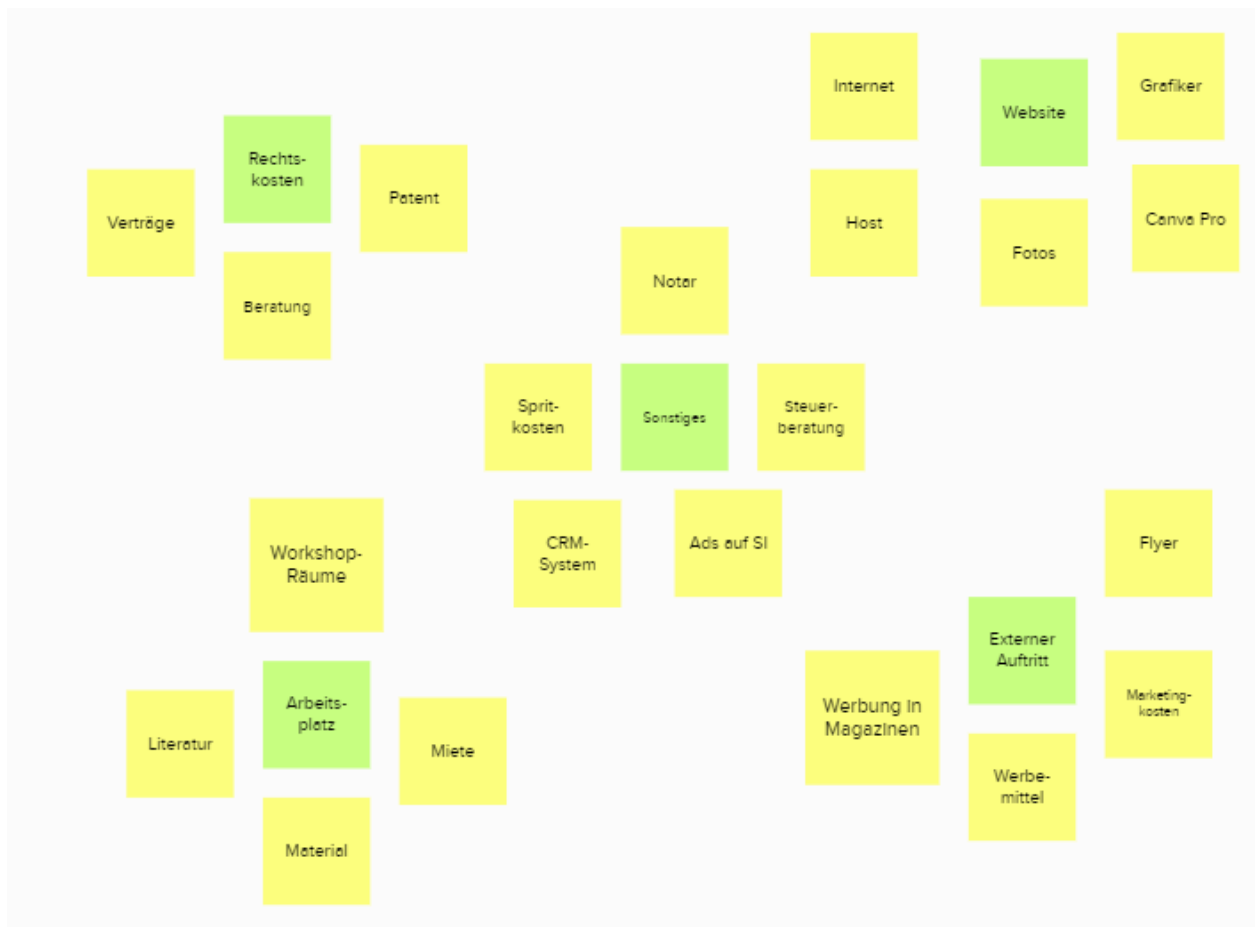 Rechts-
kosten
Verträge
Patent
Beratung
Internet
Website
Grafiker
Host
Fotos
Canva Pro
Notar
Sprit-
kosten
Sonstiges
Steuer-
beratung
CRM-
System
Ads auf SI
Workshop-
Räume
Arbeits-
platz
Literatur
Miete
Material
Flyer
Externer
Auftritt
Werbung in
Magazinen
Marketing-
kosten
Werbe-
mittel